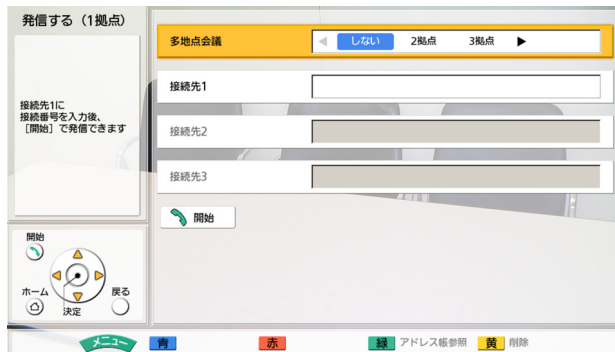 発信する（1拠点）
多地点会議
しない 2拠点 3拠点
接続先1
接続先1に
接続番号を入力後、
［開始］で発信できます
接続先2
接続先3
開始
開始
ホーム
戻る
決定
メニュー 青 赤 緑 アドレス帳参照 黄 削除